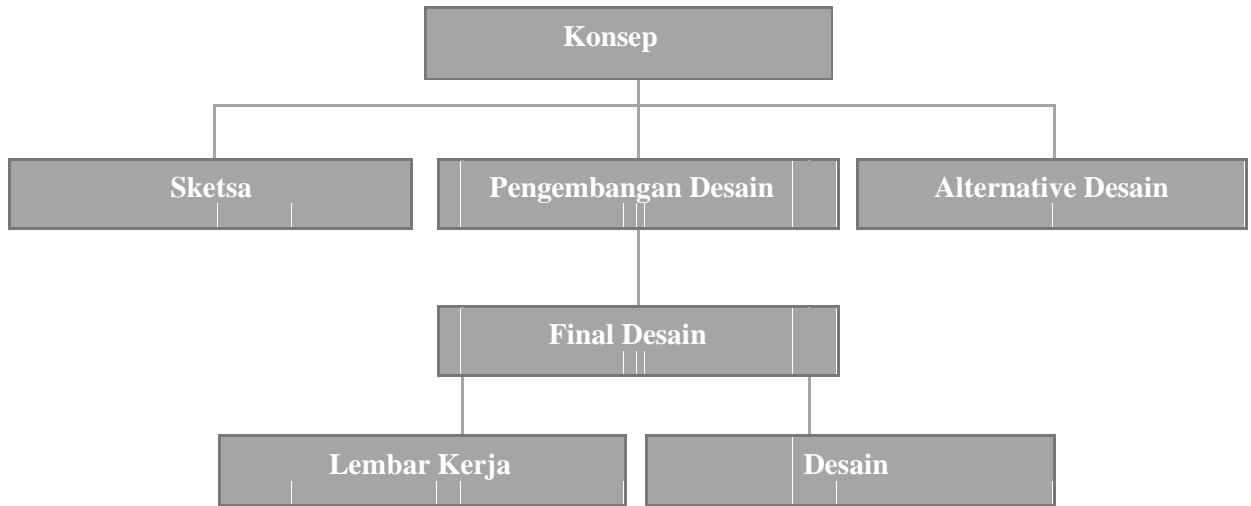 Konsep
Sketsa
Pengembangan Desain
Alternative Desain
Final Desain
Lembar Kerja
Desain